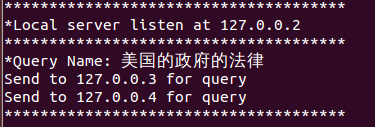 **************************************
*Local server listen at 127.0.0.2
**************************************
*Query Name: 美国的政府的法律
Send to 127.0.0.3 for query
Send to 127.0.0.4 for query
**************************************